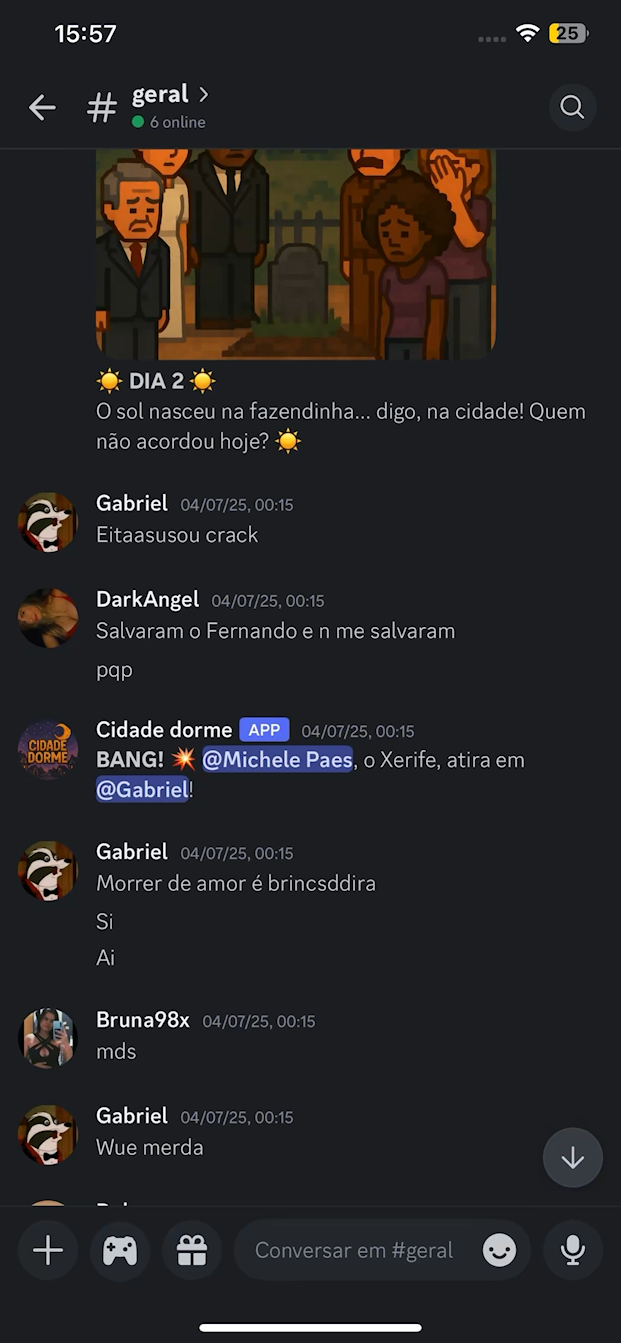 15:57
25
geral
6 online
☀️ DIA 2 ☀️
O sol nasceu na fazendinha... digo, na cidade! Quem
não acordou hoje? ☀️
Gabriel 04/07/25, 00:15
Eitaasusou crack
DarkAngel 04/07/25, 00:15
Salvaram o Fernando e n me salvaram
pqp
CIDADE
DORME
Cidade dorme APP 04/07/25, 00:15
BANG! 💥 @Michele Paes, o Xerife, atira em
@Gabriel!
Gabriel 04/07/25, 00:15
Morrer de amor é brincsddira
Si
Ai
Bruna98x 04/07/25, 00:15
mds
Gabriel 04/07/25, 00:15
Wue merda
Conversar em #geral